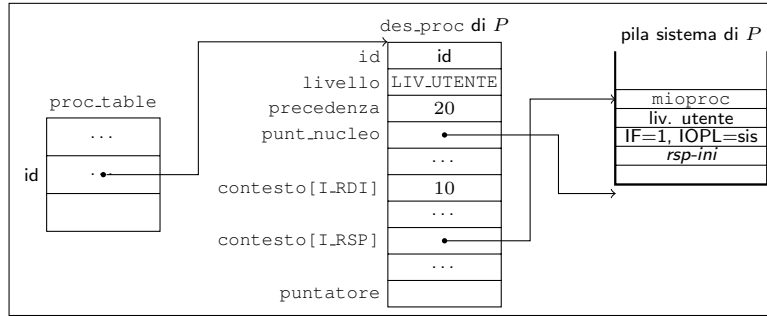 des_proc di P
pila sistema di P
proc_table
id
id
id
livello
LIV_UTENTE
precedenza
20
punt_nucleo
...
contesto[I_RDI]
10
...
contesto[I_RSP]
...
puntatore
...
...
mioproc
liv. utente
IF=1, IOPL=sis
rsp-ini